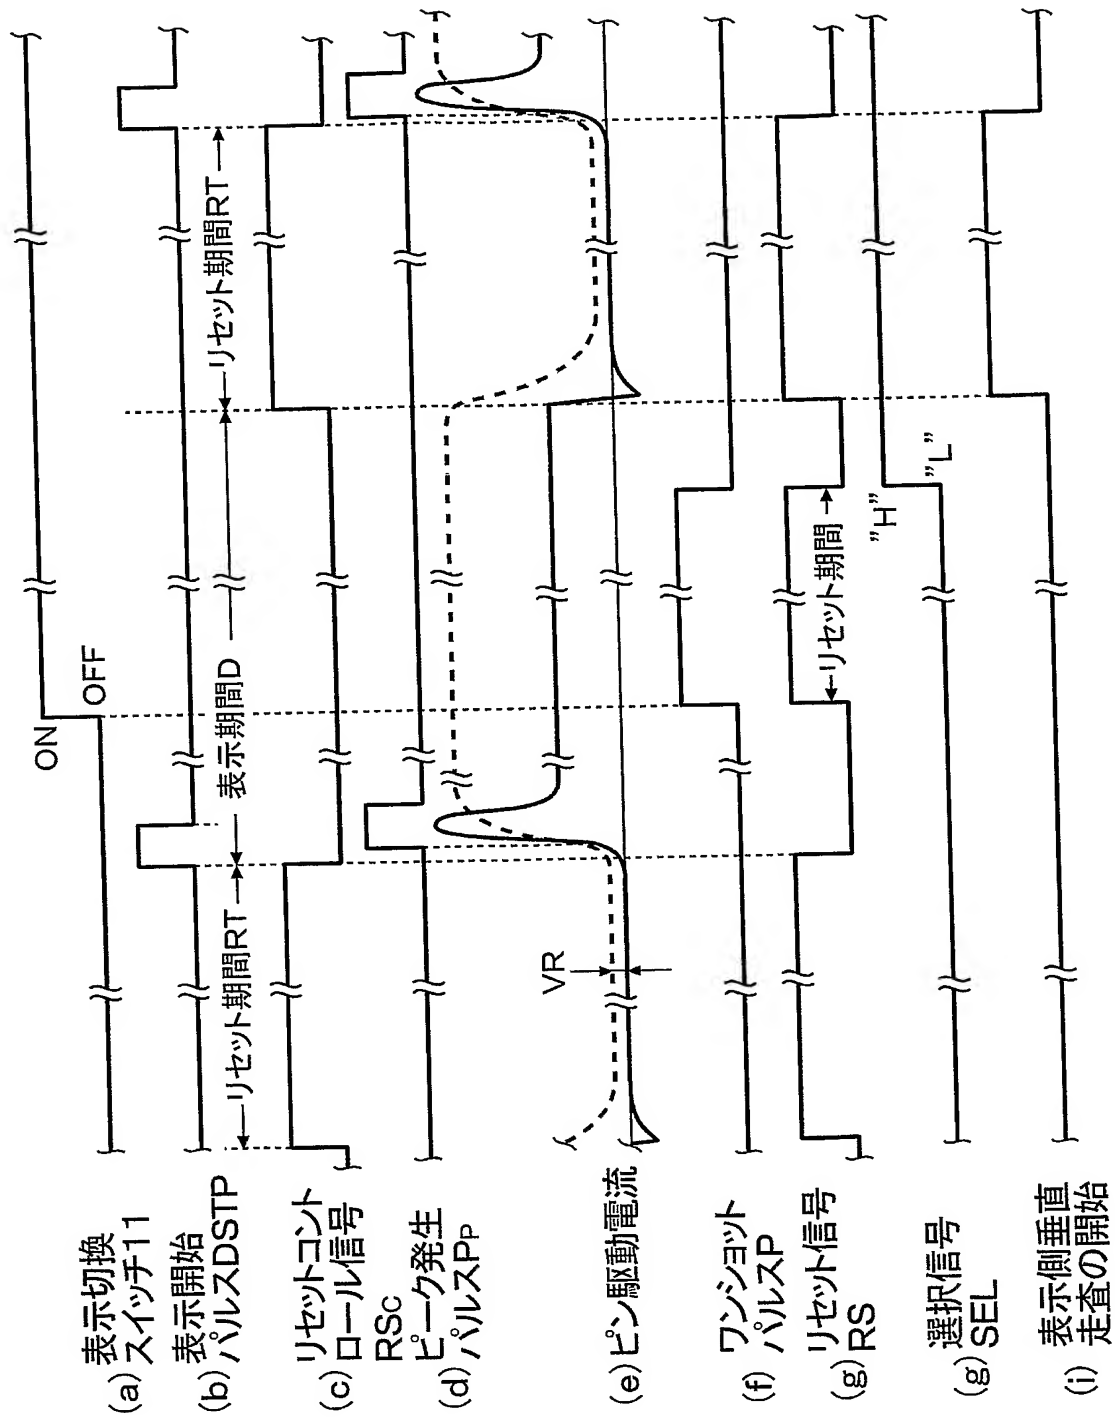 (a) 表示切換
スイッチ11
ON
OFF
(b) 表示開始
パルスDSTP
リセット期間RT
表示期間D
リセット期間RT
(c) リセットコント
ロール信号
RSc
(d) ピーク発生
パルスPP
VR
(e) ピン駆動電流
(f) ワンショット
パルスP
(g) リセット信号
RS
リセット期間
(g) 選択信号
SEL
"H"
"L"
(i) 表示側垂直
走査の開始